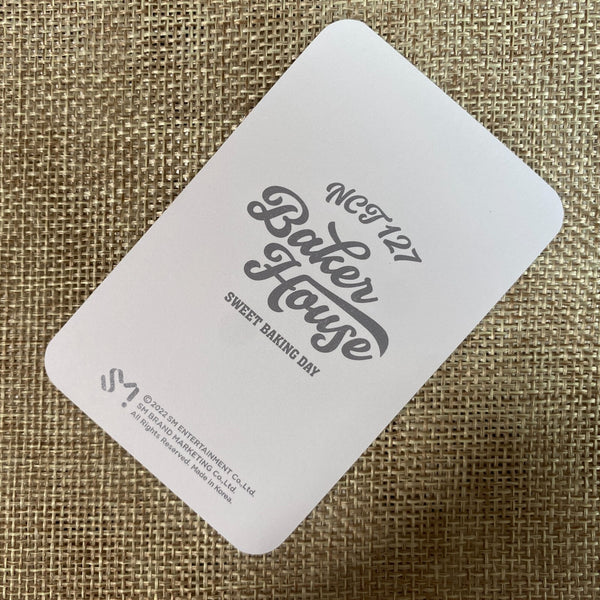 NCT 127
Baker
House
SWEET BAKING DAY
SM
©2022 SM ENTERTAINMENT Co.,Ltd.
SM BRAND MARKETING Co.,Ltd.
All Rights Reserved. Made in Korea.